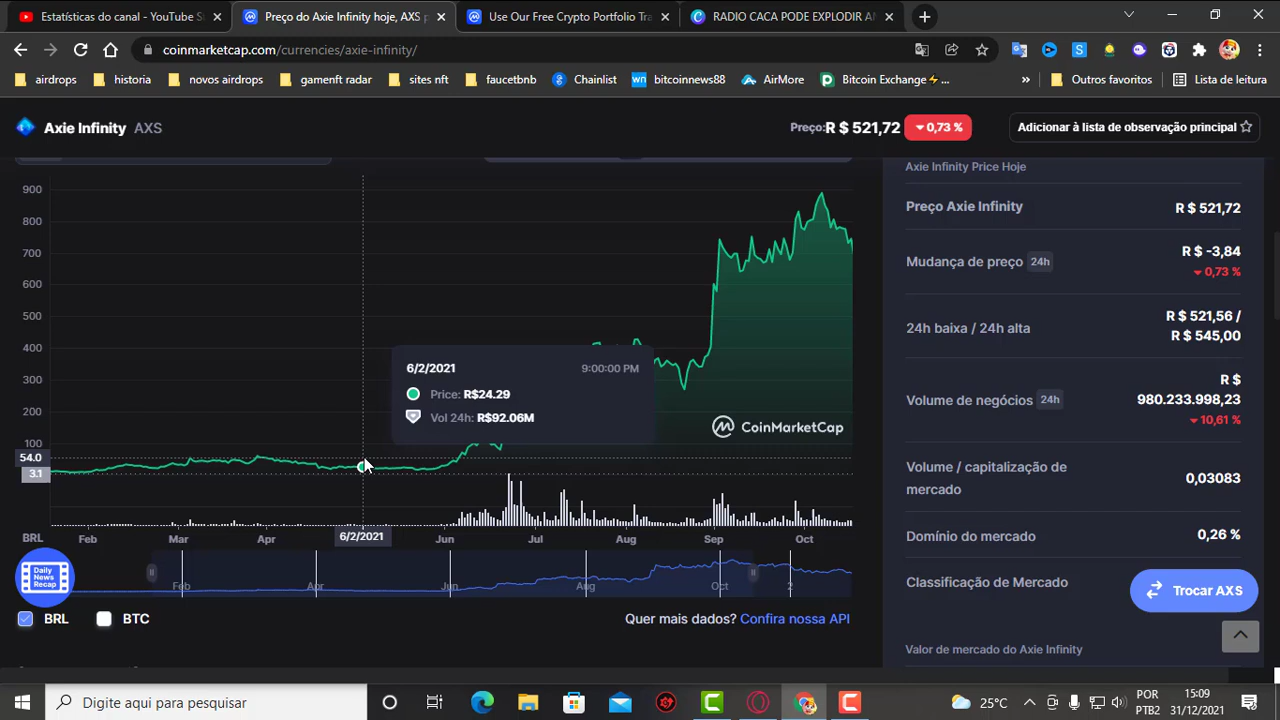 Estatísticas do canal - YouTube S
Preço do Axie Infinity hoje, AXS p
Use Our Free Crypto Portfolio Tra
RADIO CACA PODE EXPLODIR AN
coinmarketcap.com/currencies/axie-infinity/
airdrops
historia
novos airdrops
gamenft radar
sites nft
faucetbnb
Chainlist
wn bitcoinnews88
AirMore
Bitcoin Exchange
»
Outros favoritos
Lista de leitura
Axie Infinity AXS
Preço:R $ 521,72
0,73 %
Adicionar à lista de observação principal
Axie Infinity Price Hoje
900
800
700
600
500
400
300
200
100
54.0
3.1
6/2/2021 9:00:00 PM
Price: R$24.29
Vol 24h: R$92.06M
CoinMarketCap
BRL
Feb
Mar
Apr
6/2/2021
Jun
Jul
Aug
Sep
Oct
Feb
Apr
Jun
Aug
Oct
2
Daily
News
Recap
BRL
BTC
Quer mais dados? Confira nossa API
Preço Axie Infinity
R $ 521,72
Mudança de preço 24h
R $ -3,84
0,73 %
24h baixa / 24h alta
R $ 521,56 /
R $ 545,00
Volume de negócios 24h
R $
980.233.998,23
10,61 %
Volume / capitalização de
mercado
0,03083
Domínio do mercado
0,26 %
Classificação de Mercado
Trocar AXS
Valor de mercado do Axie Infinity
Digite aqui para pesquisar
25°C
POR
PTB2
15:09
31/12/2021